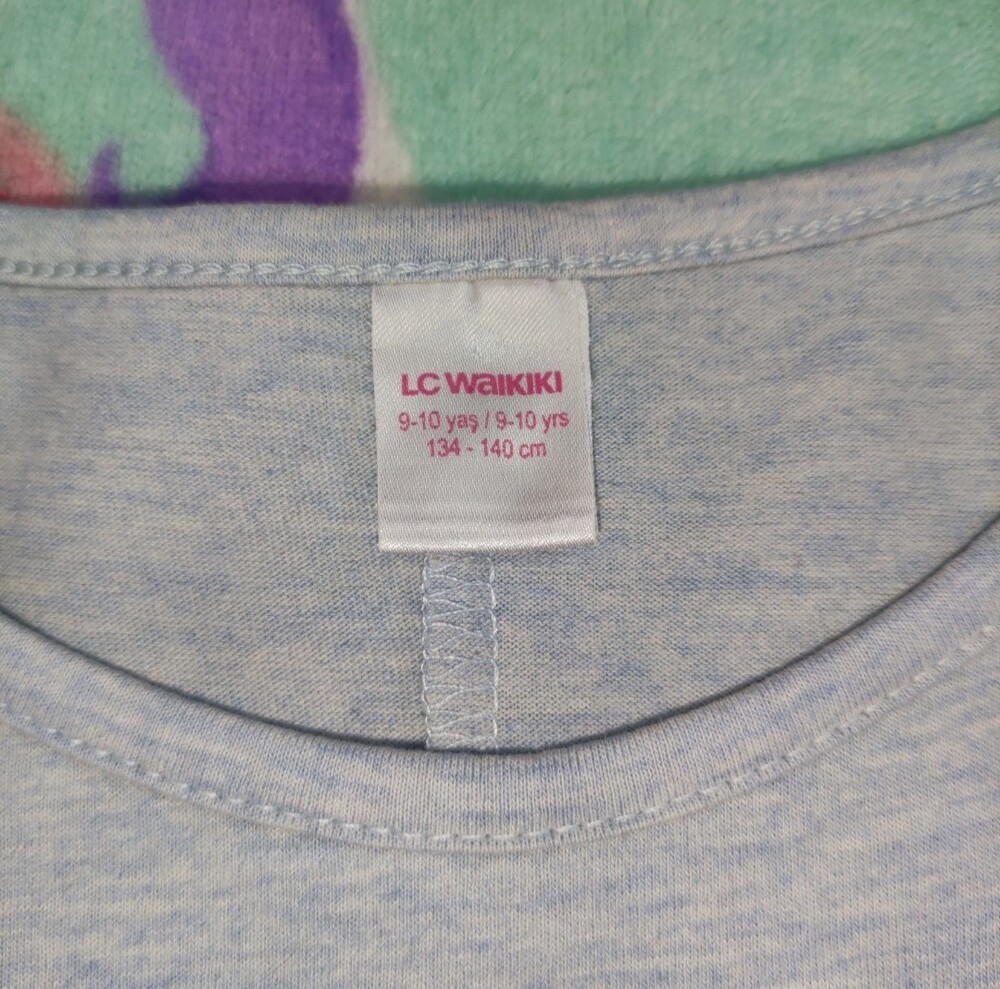 LC WAIKIKI
9-10 yaş / 9-10 yrs
134 - 140 cm